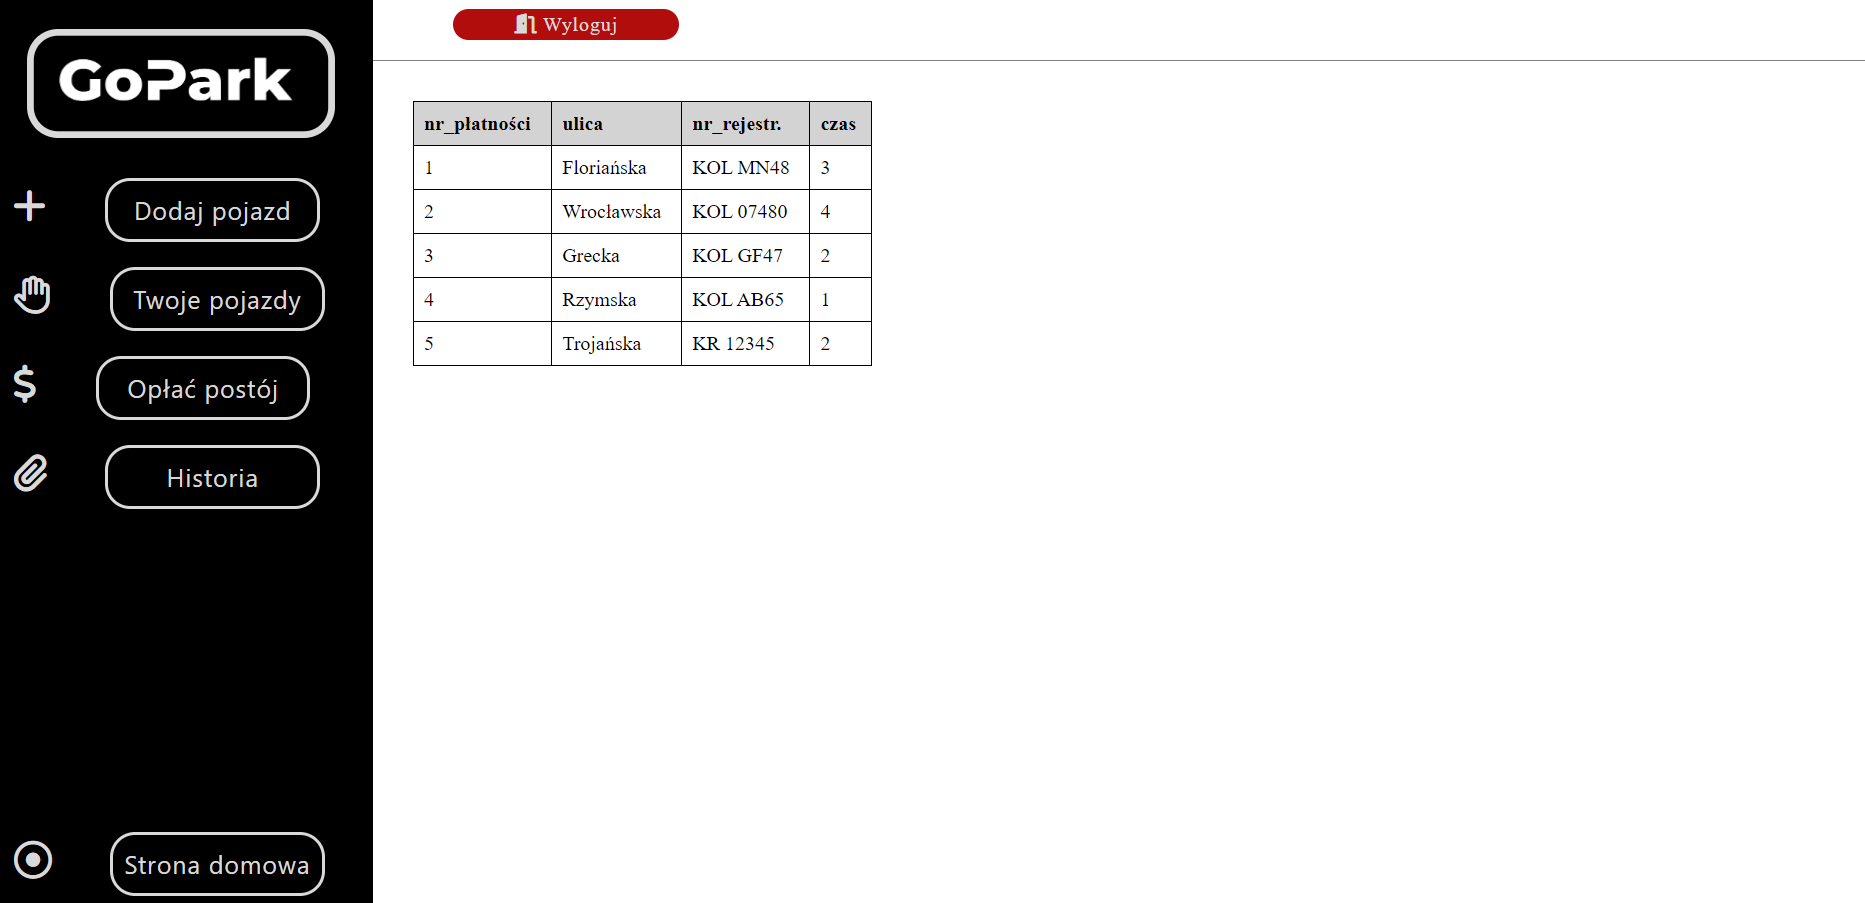 GoPark
Dodaj pojazd
Twoje pojazdy
Opłać postój
Historia
Strona domowa
Wyloguj
nr_płatności ulica nr_rejestr. czas
1 Floriańska KOL MN48 3
2 Wrocławska KOL 07480 4
3 Grecka KOL GF47 2
4 Rzymska KOL AB65 1
5 Trojańska KR 12345 2